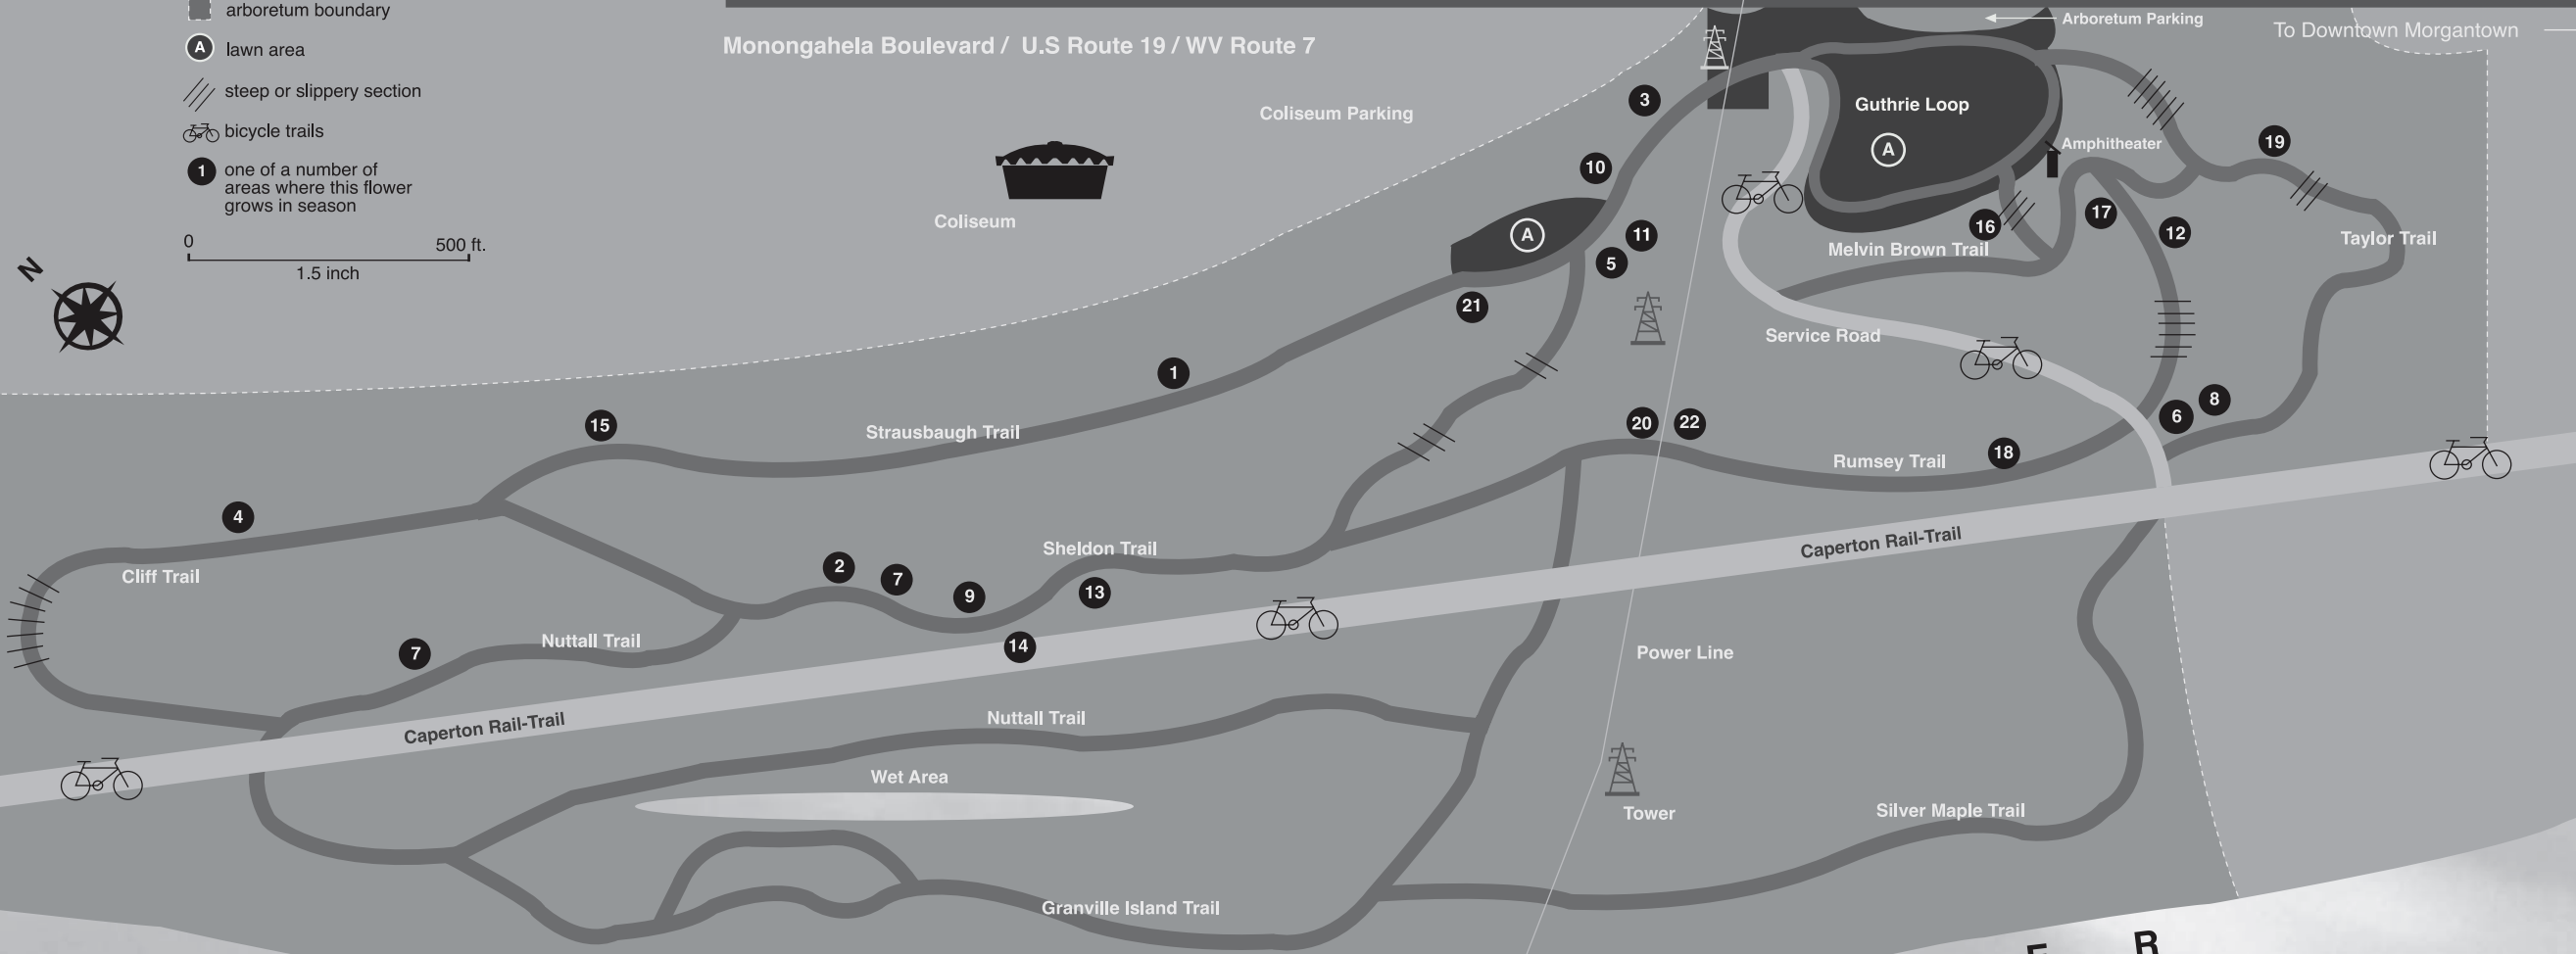 arboretum boundary
A
lawn area
steep or slippery section
bicycle trails
1
one of a number of
areas where this flower
grows in season
0
500 ft.
1.5 inch
N
Monongahela Boulevard / U.S Route 19 / WV Route 7
Arboretum Parking
To Downtown Morgantown
Coliseum Parking
Coliseum
3
Guthrie Loop
A
Amphitheater
19
10
A
11
5
16
17
12
Melvin Brown Trail
Taylor Trail
21
Service Road
1
15
Strausbaugh Trail
20
22
6
8
18
Rumsey Trail
4
Cliff Trail
Sheldon Trail
2
7
9
13
Caperton Rail-Trail
14
7
Nuttall Trail
Power Line
Caperton Rail-Trail
Nuttall Trail
Wet Area
Tower
Silver Maple Trail
Granville Island Trail
E R